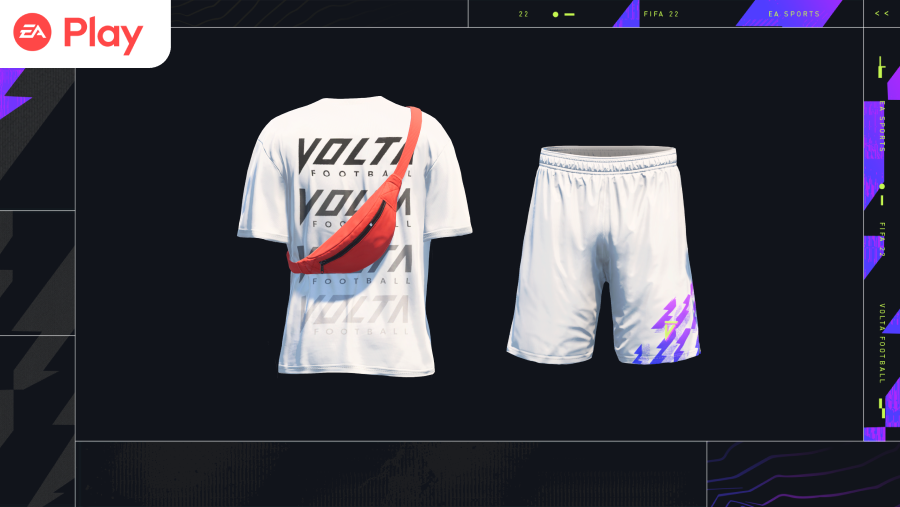 EA Play
22
FIFA 22
EA SPORTS
<<
VOLTA
FOOTBALL
VOLTA
FOOTBALL
VOLTA
FOOTBALL
VOLTA
FOOTBALL
EA SPORTS
FIFA 22
VOLTA FOOTBALL